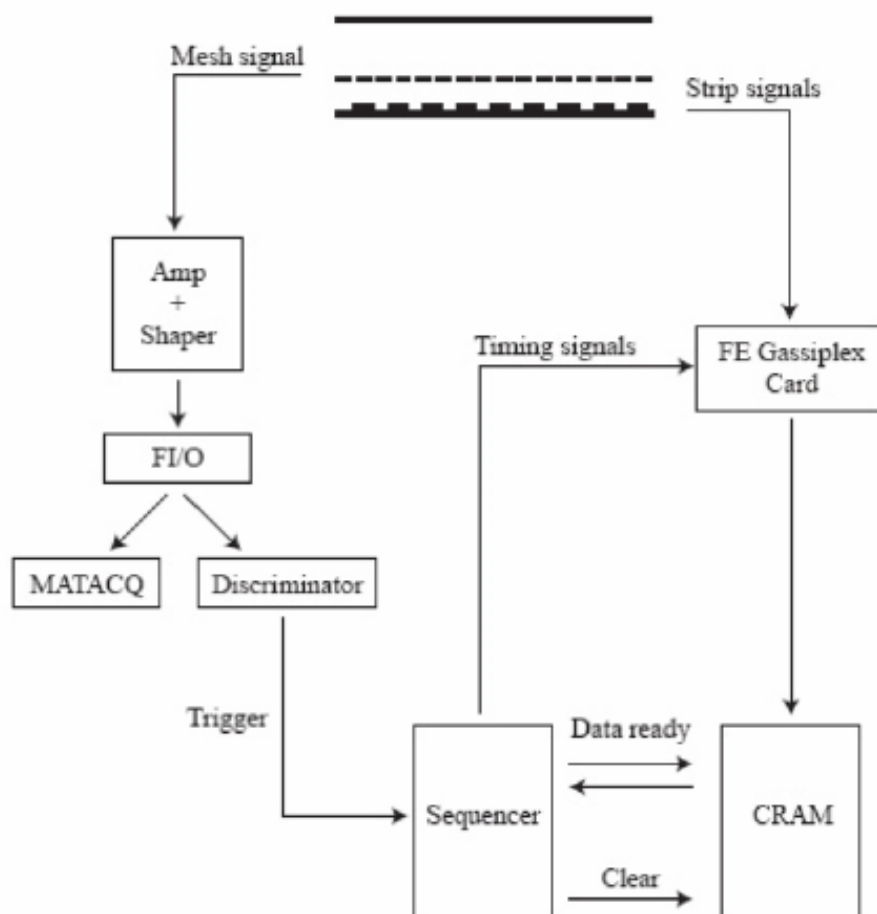 Mesh signal
Strip signals
Amp
+
Shaper
Timing signals
FE Gassiplex
Card
FI/O
MATACQ
Discriminator
Trigger
Data ready
Sequencer
CRAM
Clear